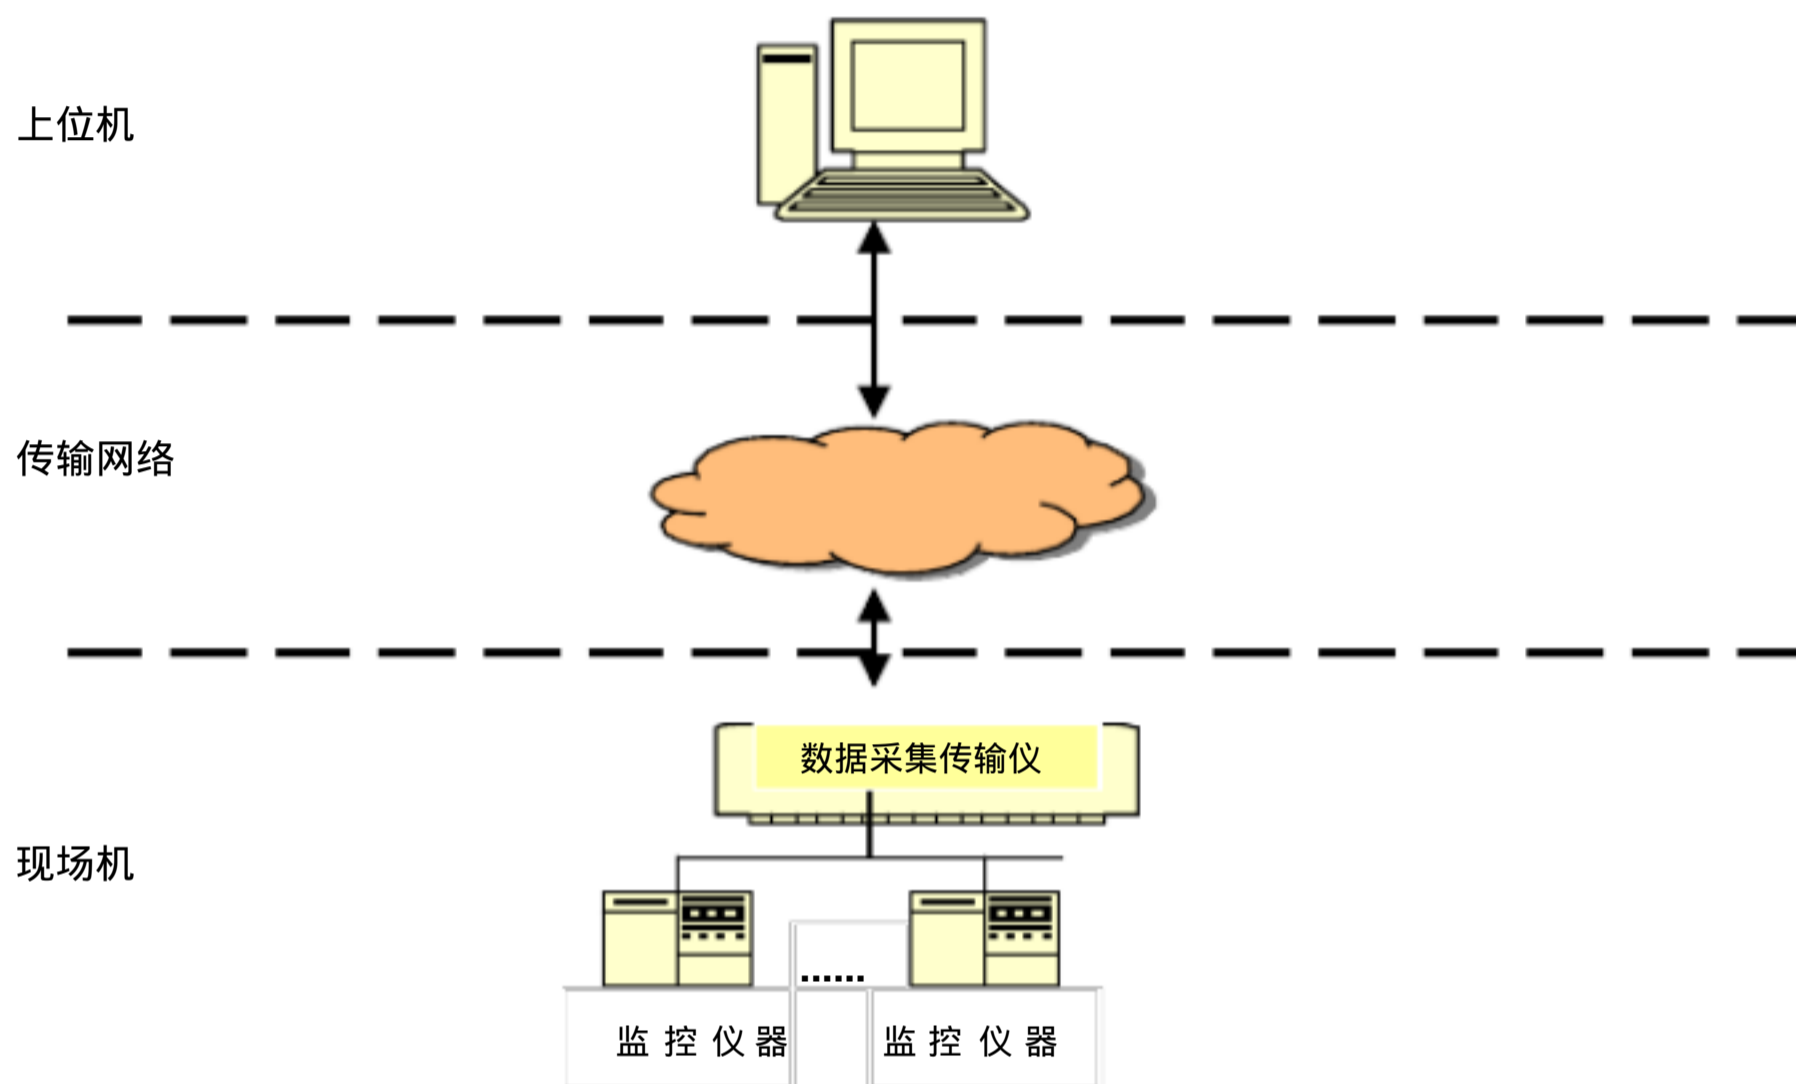 上位机
传输网络
数据采集传输仪
现场机
......
监控仪器 监控仪器